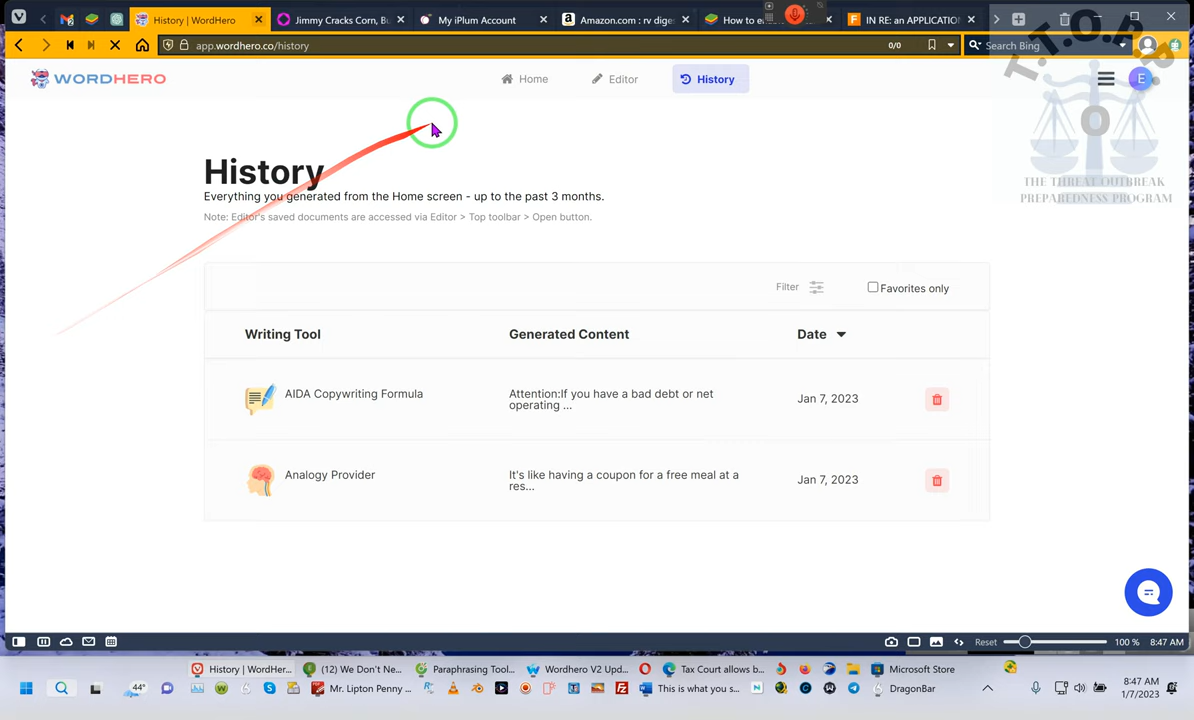 History | WordHero
Jimmy Cracks Corn, Bu
My iPlum Account
Amazon.com : rv diges
How to e
IN RE: an APPLICATION
app.wordhero.co/history
0/0
Search Bing
T.T.O.P.P.O
WORDHERO
Home
Editor
History
E
THE THREAT OUTBREAK
PREPAREDNESS PROGRAM
History
Everything you generated from the Home screen - up to the past 3 months.
Note: Editor's saved documents are accessed via Editor > Top toolbar > Open button.
Filter
Favorites only
Writing Tool
Generated Content
Date
AIDA Copywriting Formula
Attention:If you have a bad debt or net
operating ...
Jan 7, 2023
Analogy Provider
It's like having a coupon for a free meal at a
res...
Jan 7, 2023
Reset
100 %
8:47 AM
History | WordHer...
(12) We Don't Ne...
Paraphrasing Tool...
Wordhero V2 Upd...
Tax Court allows b...
Microsoft Store
44°
Mr. Lipton Penny ...
This is what you s...
DragonBar
8:47 AM
1/7/2023